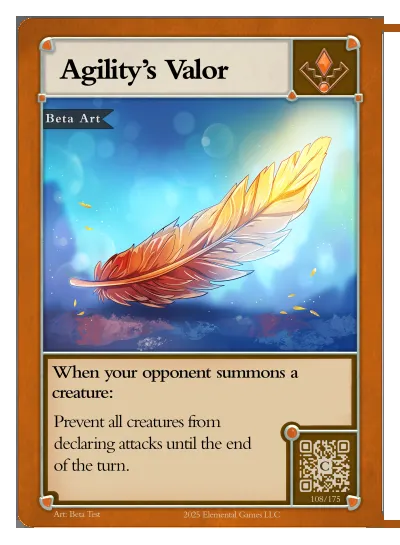 Agility's Valor
Beta Art
When your opponent summons a
creature:
Prevent all creatures from
declaring attacks until the end
of the turn.
C
108/175
Art: Beta Test
2025 Elemental Games LLC